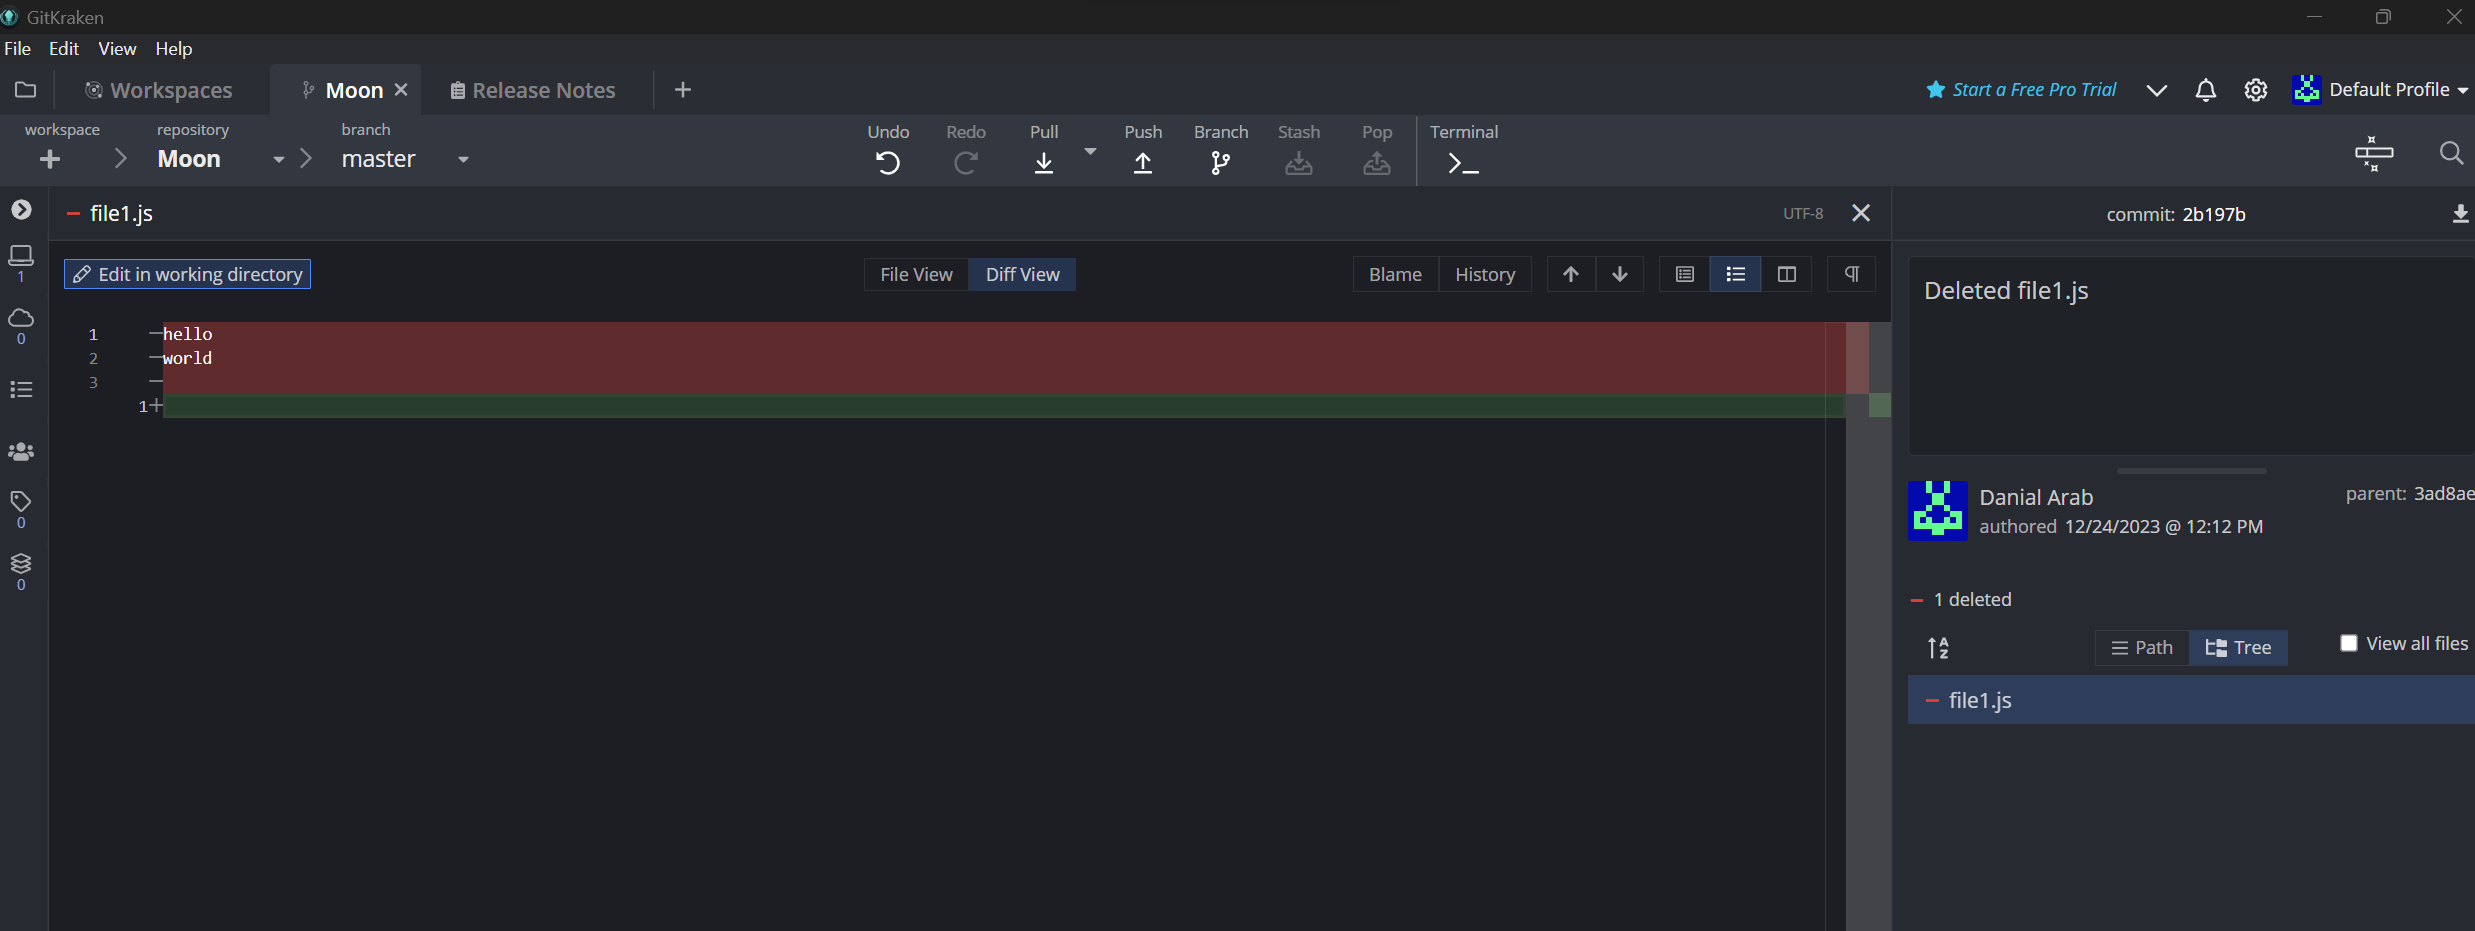 GitKraken
File Edit View Help
Workspaces Moon Release Notes
Start a Free Pro Trial Default Profile
workspace repository branch
Moon master
Undo Redo Pull Push Branch Stash Pop Terminal
file1.js UTF-8
commit: 2b197b
Edit in working directory File View Diff View Blame History
Deleted file1.js
1 hello
2 world
3
1+
1
0
0
0
Danial Arab parent: 3ad8ae
authored 12/24/2023 @ 12:12 PM
1 deleted
Path Tree View all files
file1.js